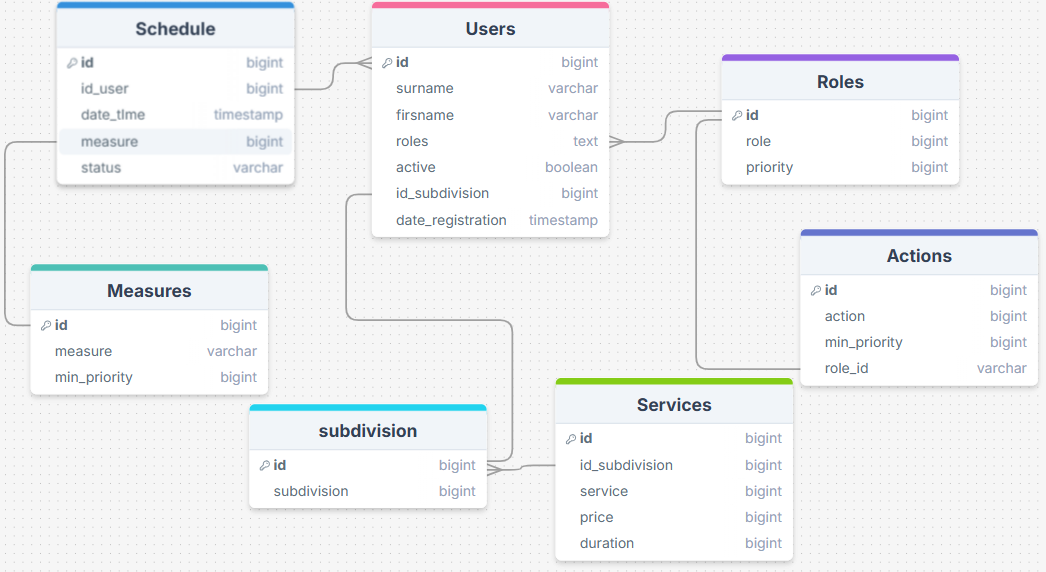 Schedule
id bigint
id_user bigint
date_tIme timestamp
measure bigint
status varchar
Users
id bigint
surname varchar
firsname varchar
roles text
active boolean
id_subdivision bigint
date_registration timestamp
Roles
id bigint
role bigint
priority bigint
Actions
id bigint
action bigint
min_priority bigint
role_id varchar
Measures
id bigint
measure varchar
min_priority bigint
subdivision
id bigint
subdivision bigint
Services
id bigint
id_subdivision bigint
service bigint
price bigint
duration bigint